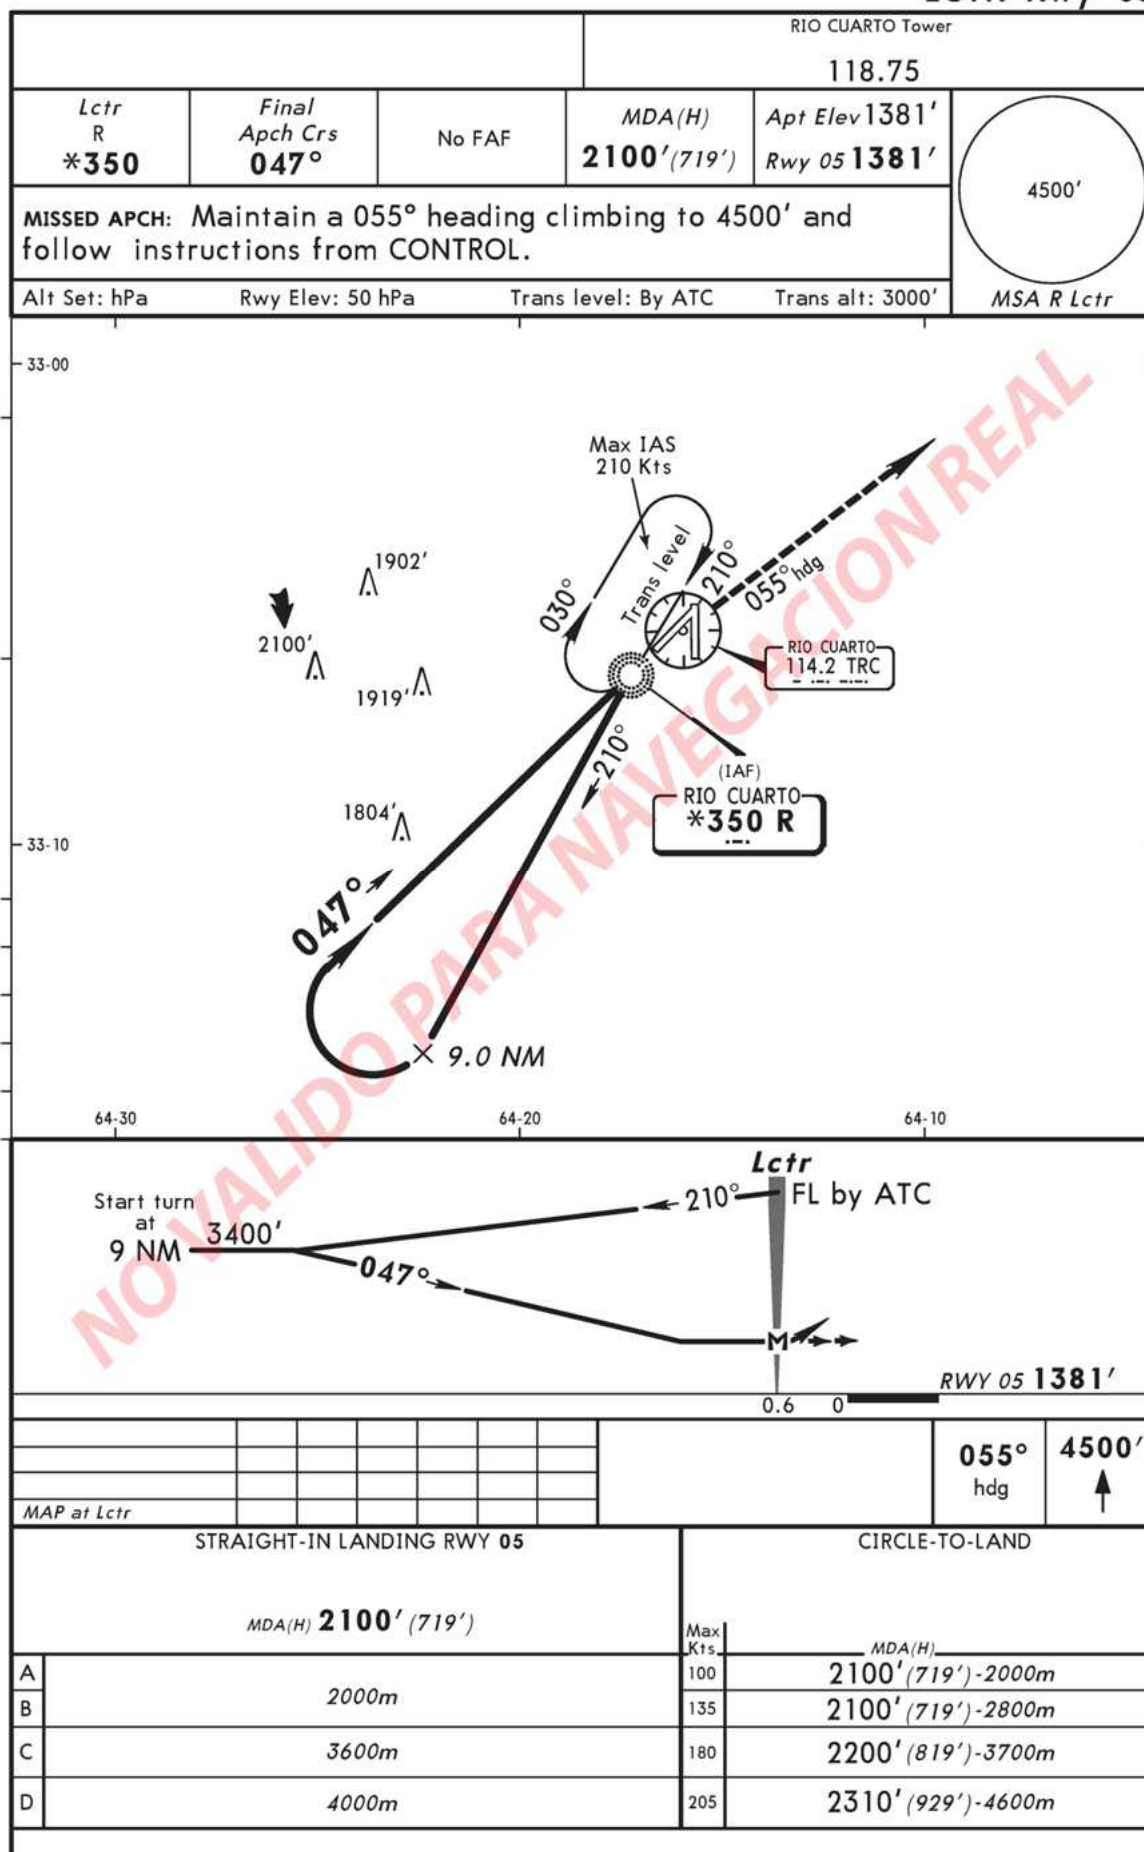 RIO CUARTO Tower
118.75
Lctr
R
*350
Final
Apch Crs
047°
No FAF
MDA(H)
2100'(719')
Apt Elev 1381'
Rwy 05 1381'
4500'
MSA R Lctr
MISSED APCH: Maintain a 055° heading climbing to 4500' and
follow instructions from CONTROL.
Alt Set: hPa Rwy Elev: 50 hPa Trans level: By ATC Trans alt: 3000'
33-00
Max IAS
210 Kts
Trans level
030°
210°
055° hdg
1902'
2100'
1919'
RIO CUARTO
114.2 TRC
210°
(IAF)
RIO CUARTO
*350 R
1804'
33-10
047°
9.0 NM
64-30
64-20
64-10
NO VALIDO PARA NAVEGACION REAL
Lctr
FL by ATC
210°
Start turn
at
9 NM
3400'
047°
M
RWY 05 1381'
0.6
0
MAP at Lctr
055°
hdg
4500'
STRAIGHT-IN LANDING RWY 05
CIRCLE-TO-LAND
MDA(H) 2100' (719')
Max
Kts
MDA(H)
A
B
2000m
100
2100' (719') -2000m
135
2100' (719') -2800m
C
3600m
180
2200' (819') -3700m
D
4000m
205
2310' (929') -4600m